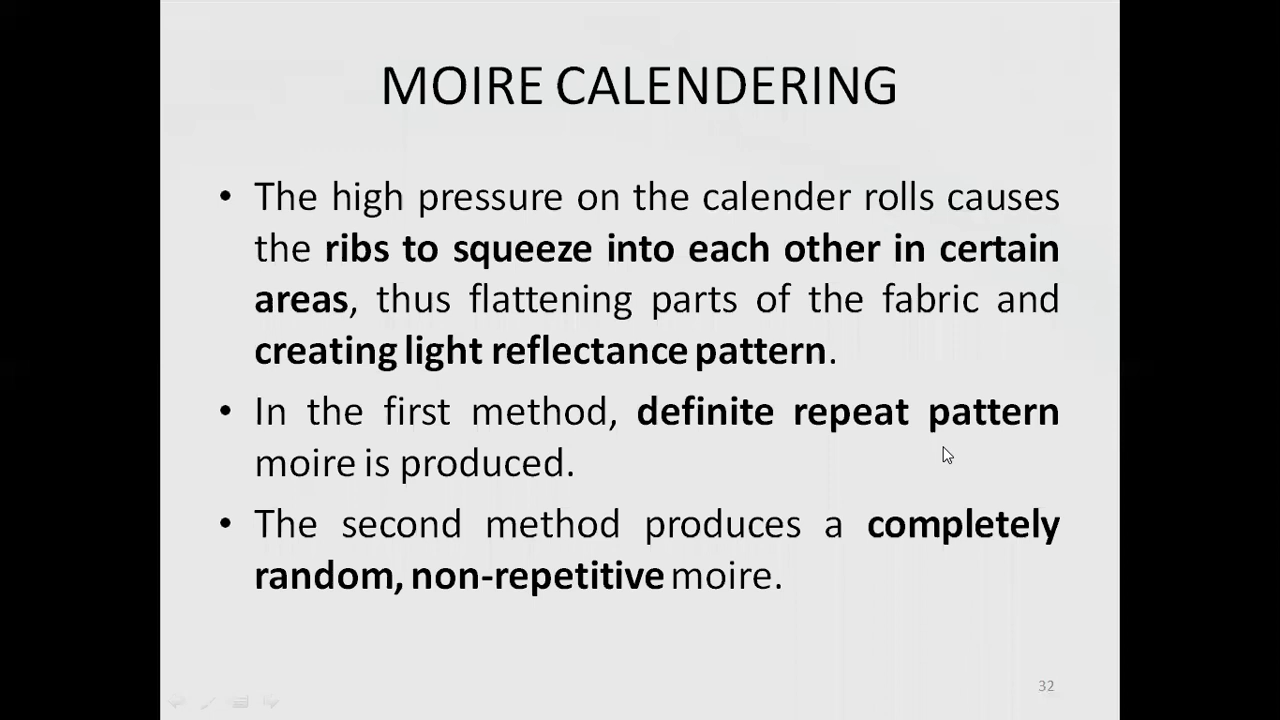 MOIRE CALENDERING
• The high pressure on the calender rolls causes
the ribs to squeeze into each other in certain
areas, thus flattening parts of the fabric and
creating light reflectance pattern.
• In the first method, definite repeat pattern
moire is produced.
• The second method produces a completely
random, non-repetitive moire.
32